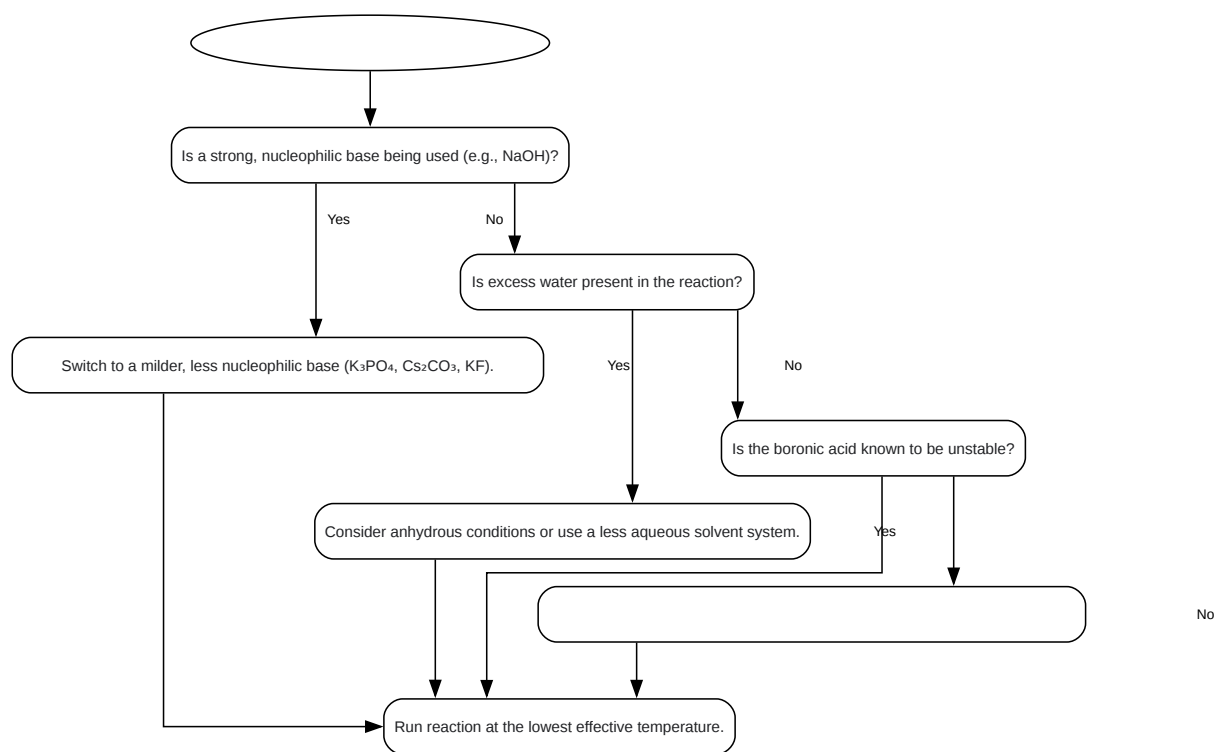 Is a strong, nucleophilic base being used (e.g., NaOH)?
Yes
No
Is excess water present in the reaction?
Switch to a milder, less nucleophilic base (K₃PO₄, Cs₂CO₃, KF).
Yes
No
Is the boronic acid known to be unstable?
Consider anhydrous conditions or use a less aqueous solvent system.
Yes
No
Run reaction at the lowest effective temperature.